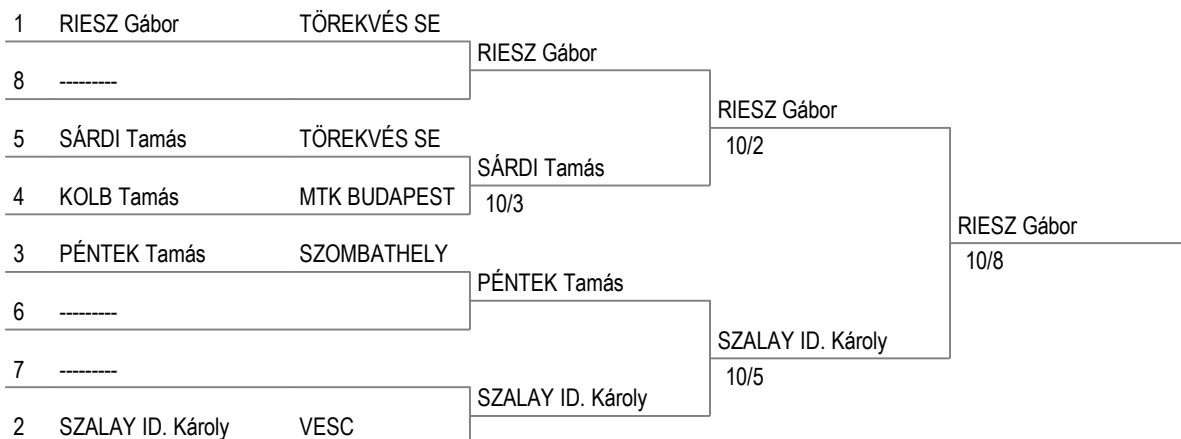 1 RIESZ Gábor TÖREKVÉS SE
RIESZ Gábor
8 ---------
RIESZ Gábor
10/2
5 SÁRDI Tamás TÖREKVÉS SE
SÁRDI Tamás
10/3
4 KOLB Tamás MTK BUDAPEST
RIESZ Gábor
10/8
3 PÉNTEK Tamás SZOMBATHELY
PÉNTEK Tamás
6 ---------
SZALAY ID. Károly
10/5
7 ---------
SZALAY ID. Károly
2 SZALAY ID. Károly VESC